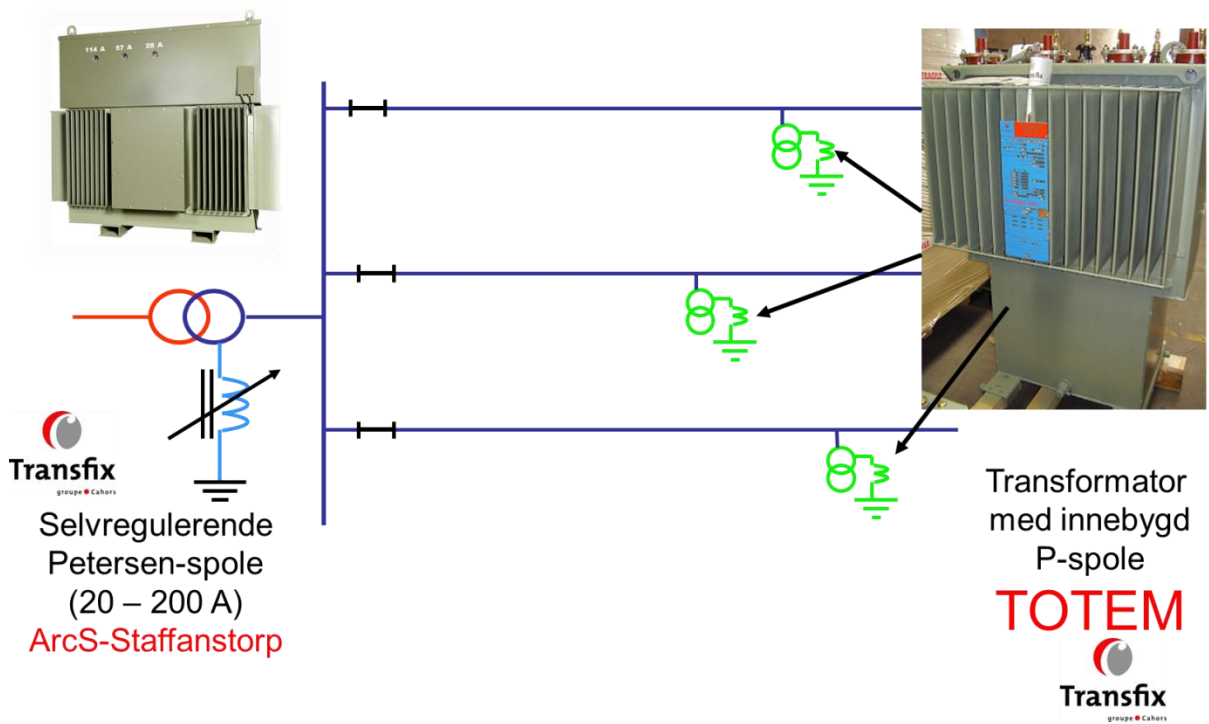 114 A 57 A 28 A
Transfix
groupe Cahors
Selvregulerende
Petersen-spole
(20 – 200 A)
ArcS-Staffanstorp
Transformator
med innebygd
P-spole
TOTEM
Transfix
groupe Cahors